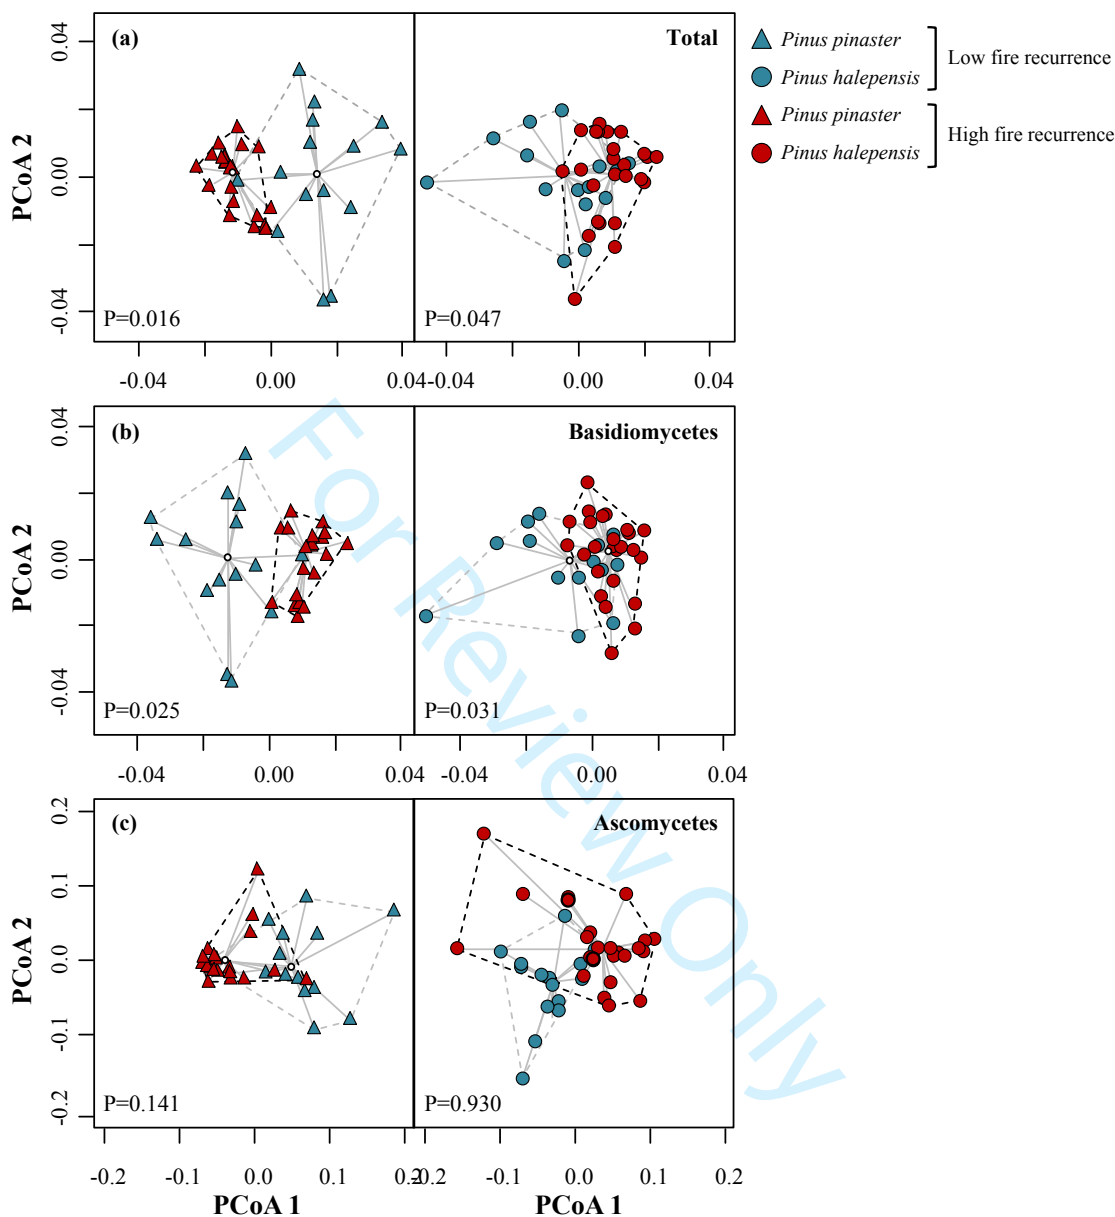 (a)
Total
Pinus pinaster
Pinus halepensis
Low fire recurrence
Pinus pinaster
Pinus halepensis
High fire recurrence
PCoA 2
0.04
0.00
-0.04
P=0.016
P=0.047
-0.04 0.00 0.04 -0.04 0.00 0.04
(b)
Basidiomycetes
PCoA 2
0.04
0.00
-0.04
P=0.025
P=0.031
-0.04 0.00 0.04 -0.04 0.00 0.04
(c)
Ascomycetes
PCoA 2
0.2
0.1
0.0
-0.1
-0.2
P=0.141
P=0.930
-0.2 -0.1 0.0 0.1 0.2 -0.2 -0.1 0.0 0.1 0.2
PCoA 1 PCoA 1
For Review Only